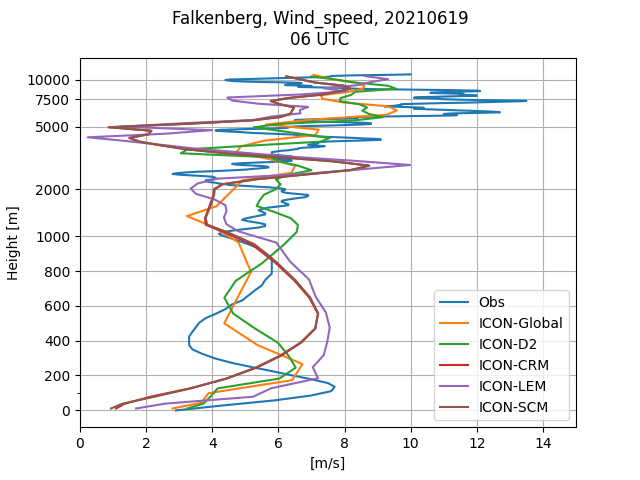 Falkenberg, Wind_speed, 20210619
06 UTC
Height [m]
10000
7500
5000
2000
1000
800
600
400
200
0
0 2 4 6 8 10 12 14
[m/s]
Obs
ICON-Global
ICON-D2
ICON-CRM
ICON-LEM
ICON-SCM